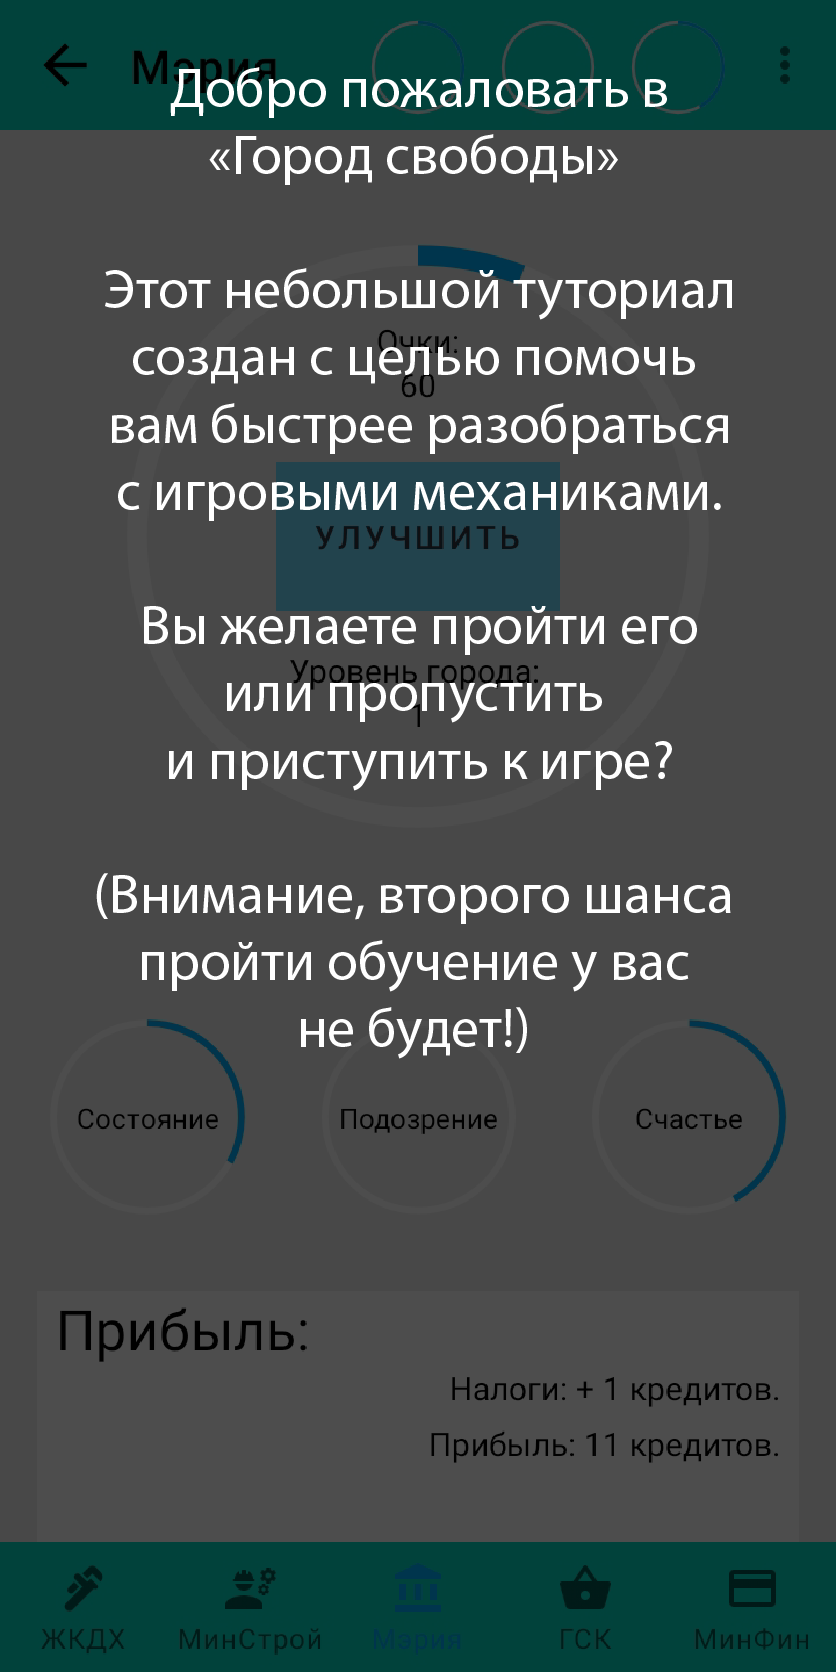 Мэрия
Добро пожаловать в
«Город свободы»
Этот небольшой туториал
Очки:
создан с целью помочь
60
вам быстрее разобраться
с игровыми механиками.
УЛУЧШИТЬ
Вы желаете пройти его
Уровень города:
или пропустить
1
и приступить к игре?
(Внимание, второго шанса
пройти обучение у вас
не будет!)
Состояние
Подозрение
Счастье
Прибыль:
Налоги: + 1 кредитов.
Прибыль: 11 кредитов.
ЖКДХ
МинСтрой
Мэрия
ГСК
МинФин